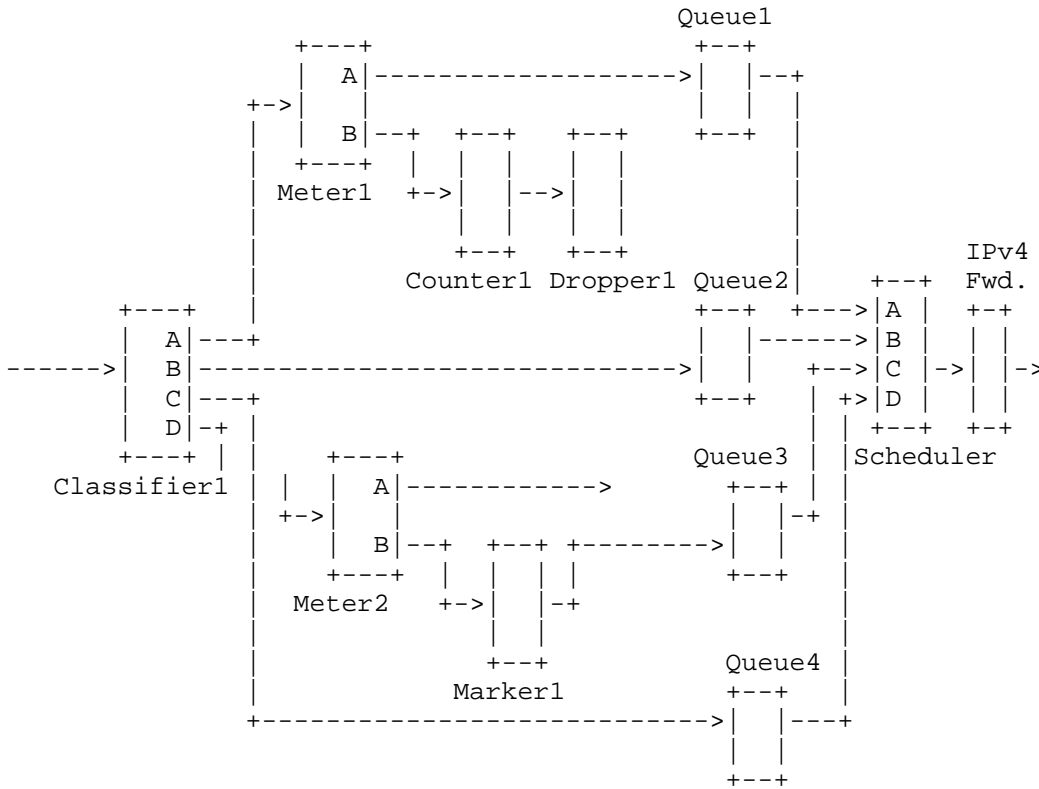 Queue1
A
B
Meter1
Counter1 Dropper1 Queue2
IPv4
Fwd.
A
A
B
B
C
C
D
D
Queue3
Scheduler
Classifier1
A
B
Meter2
Queue4
Marker1